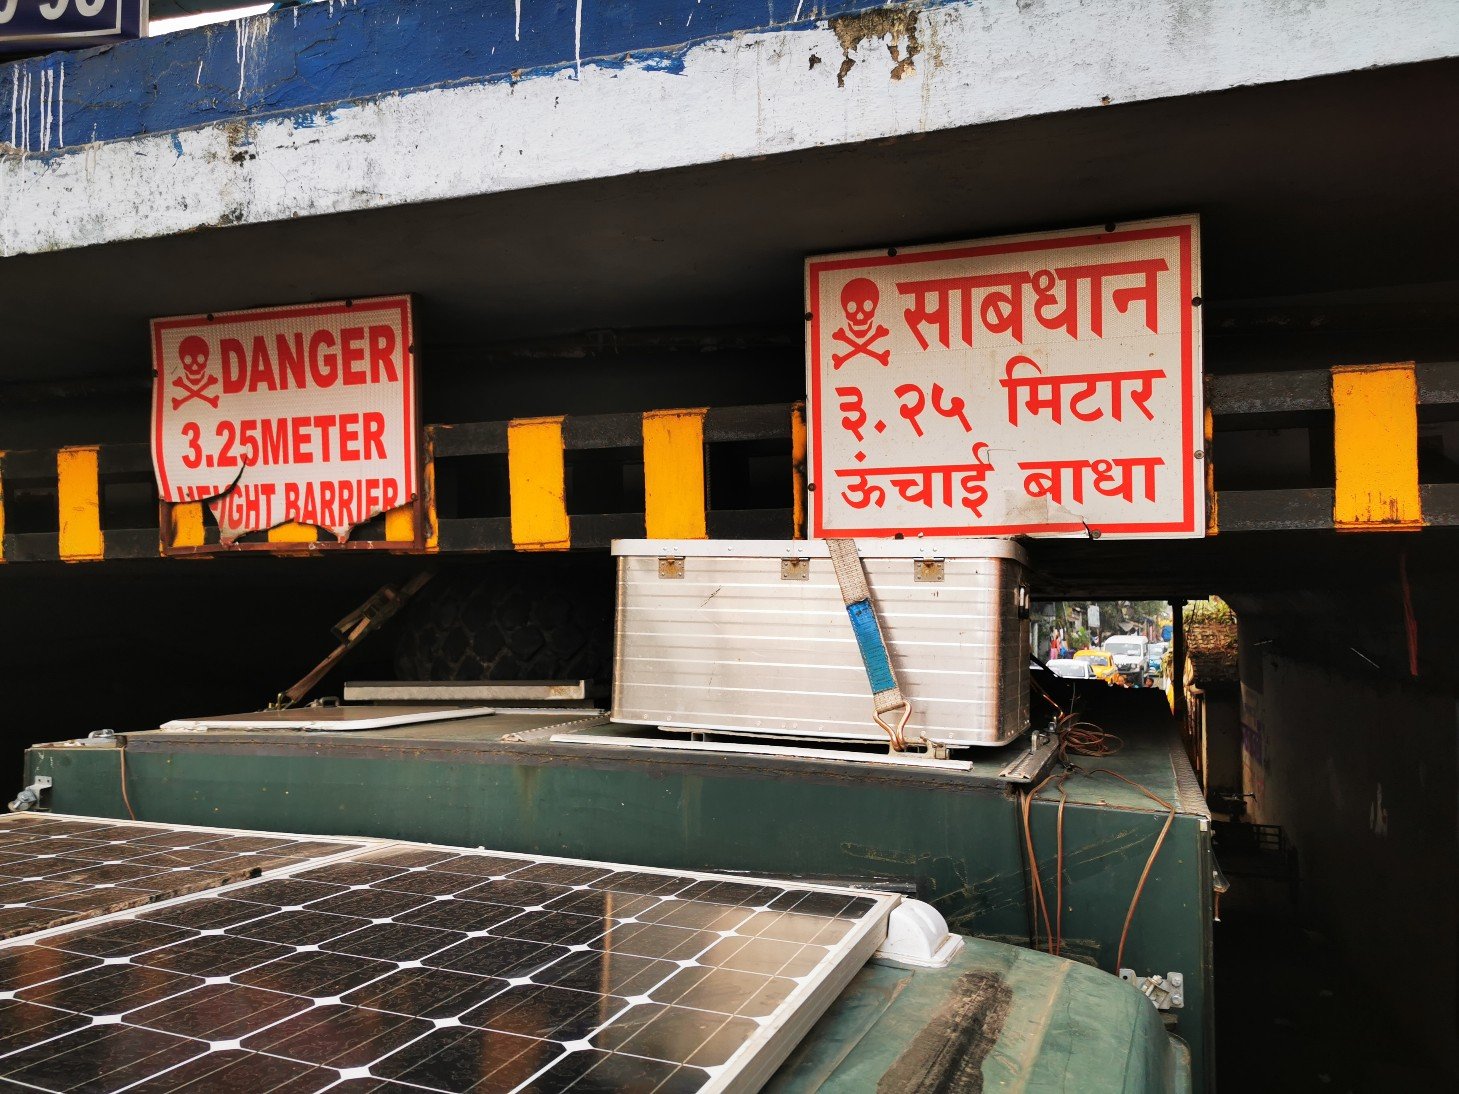 DANGER
3.25METER
HEIGHT BARRIER
साबधान
३.२५ मिटार
ऊंचाई बाधा